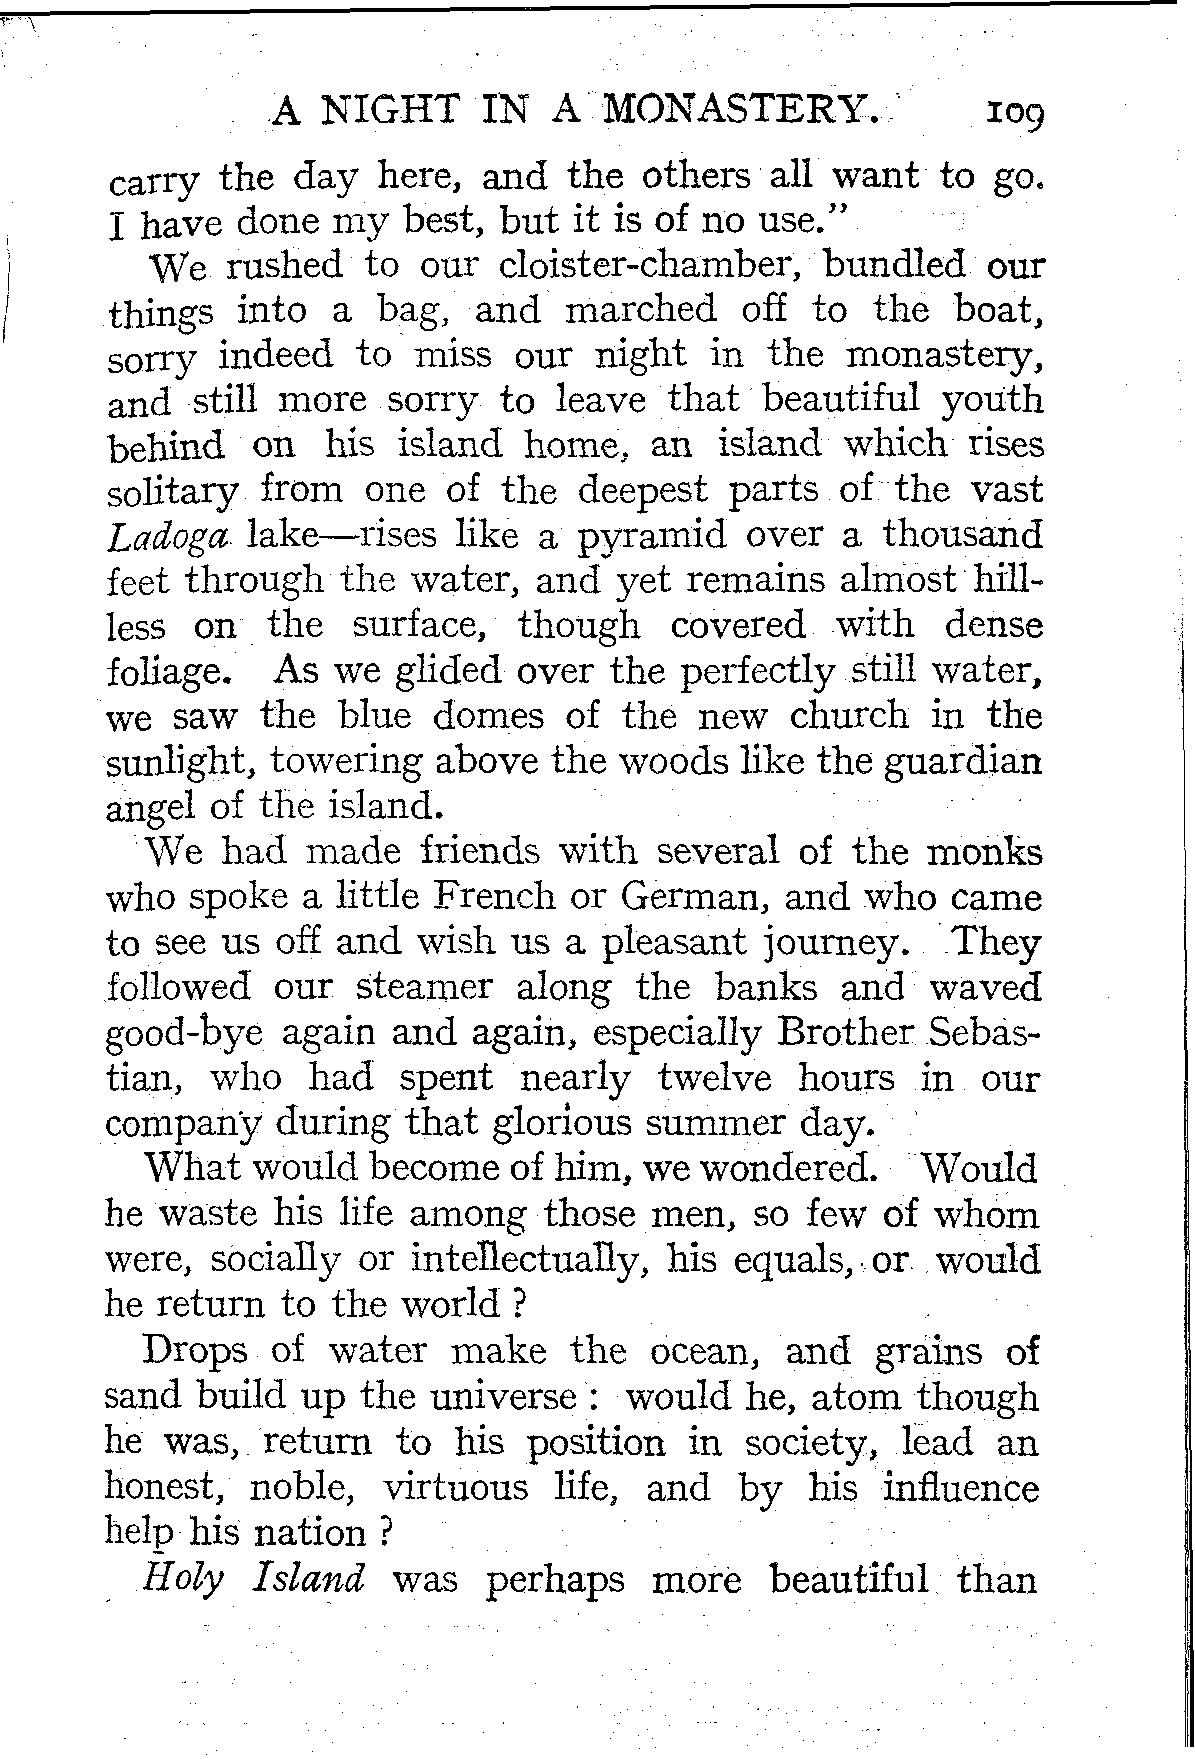 A NIGHT IN A MONASTERY. 109
carry the day here, and the others all want to go.
I have done my best, but it is of no use.”
We rushed to our cloister-chamber, bundled our
things into a bag, and marched off to the boat,
sorry indeed to miss our night in the monastery,
and still more sorry to leave that beautiful youth
behind on his island home, an island which rises
solitary from one of the deepest parts of the vast
Ladoga lake—rises like a pyramid over a thousand
feet through the water, and yet remains almost hill-
less on the surface, though covered with dense
foliage. As we glided over the perfectly still water,
we saw the blue domes of the new church in the
sunlight, towering above the woods like the guardian
angel of the island.
We had made friends with several of the monks
who spoke a little French or German, and who came
to see us off and wish us a pleasant journey. They
followed our steamer along the banks and waved
good-bye again and again, especially Brother Sebas-
tian, who had spent nearly twelve hours in our
company during that glorious summer day.
What would become of him, we wondered. Would
he waste his life among those men, so few of whom
were, socially or intellectually, his equals, or would
he return to the world ?
Drops of water make the ocean, and grains of
sand build up the universe : would he, atom though
he was, return to his position in society, lead an
honest, noble, virtuous life, and by his influence
help his nation ?
Holy Island was perhaps more beautiful than